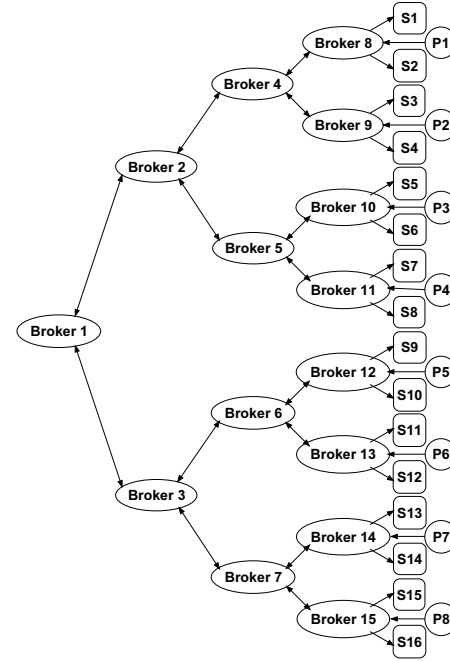 S1
Broker 8
P1
S2
Broker 4
S3
Broker 9
P2
S4
Broker 2
S5
Broker 10
P3
S6
Broker 5
S7
Broker 11
P4
S8
Broker 1
S9
Broker 12
P5
S10
Broker 6
S11
Broker 13
P6
S12
Broker 3
S13
Broker 14
P7
S14
Broker 7
S15
Broker 15
P8
S16